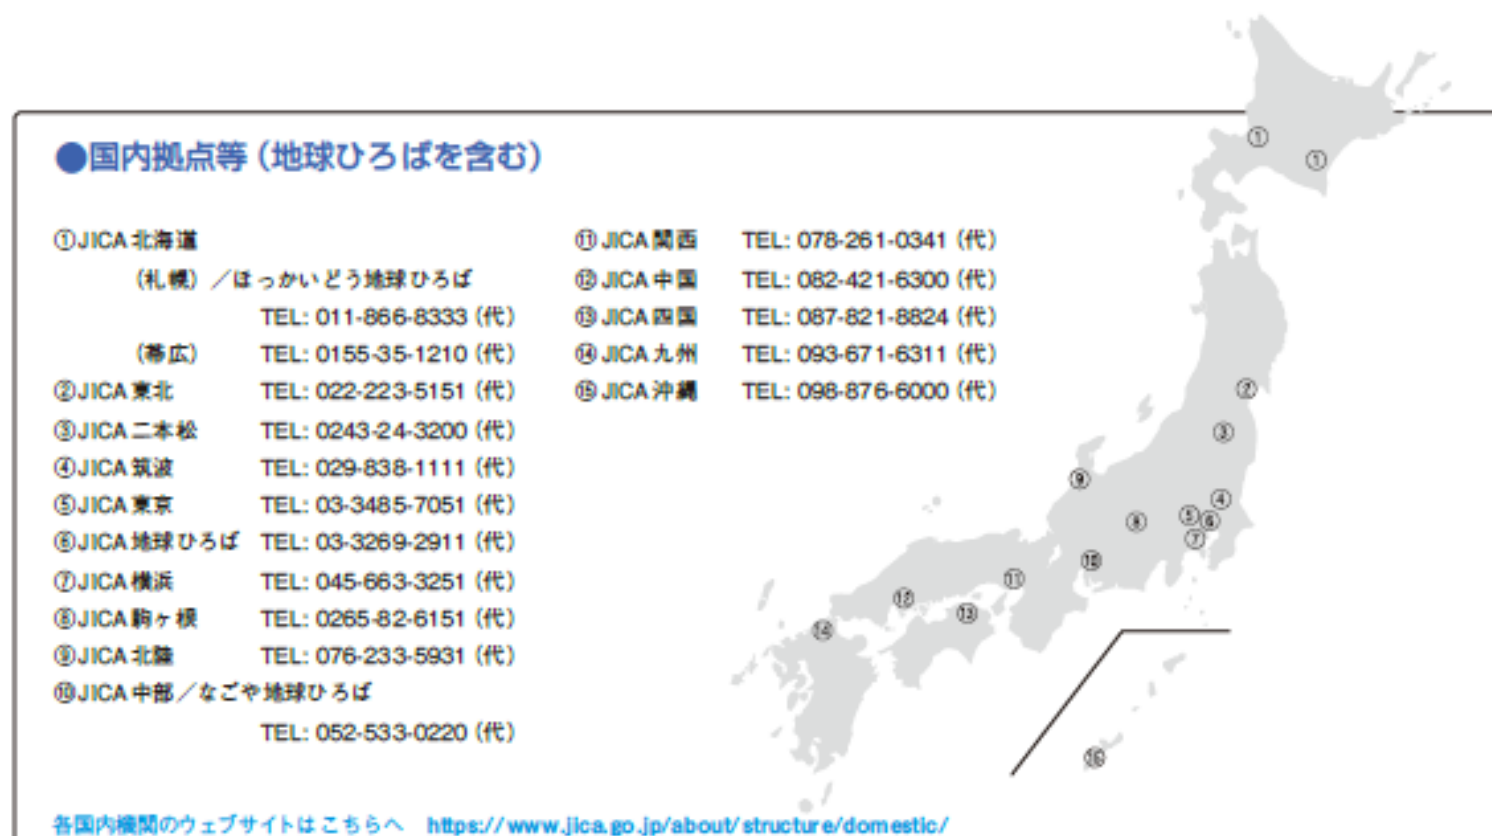 ●国内拠点等（地球ひろばを含む）
①JICA北海道
（札幌）／ほっかいどう地球ひろば
TEL: 011-866-8333（代）
（帯広） TEL: 0155-35-1210（代）
②JICA東北 TEL: 022-223-5151（代）
③JICA二本松 TEL: 0243-24-3200（代）
④JICA筑波 TEL: 029-838-1111（代）
⑤JICA東京 TEL: 03-3485-7051（代）
⑥JICA地球ひろば TEL: 03-3269-2911（代）
⑦JICA横浜 TEL: 045-663-3251（代）
⑧JICA駒ヶ根 TEL: 0265-82-6151（代）
⑨JICA北陸 TEL: 076-233-5931（代）
⑩JICA中部／なごや地球ひろば
TEL: 052-533-0220（代）
⑪JICA関西 TEL: 078-261-0341（代）
⑫JICA中国 TEL: 082-421-6300（代）
⑬JICA四国 TEL: 087-821-8824（代）
⑭JICA九州 TEL: 093-671-6311（代）
⑮JICA沖縄 TEL: 098-876-6000（代）
①
①
②
③
⑨
④
⑤
⑥
⑧
⑦
⑩
⑪
⑫
⑬
⑭
⑮
各国内機関のウェブサイトはこちらへ https://www.jica.go.jp/about/structure/domestic/